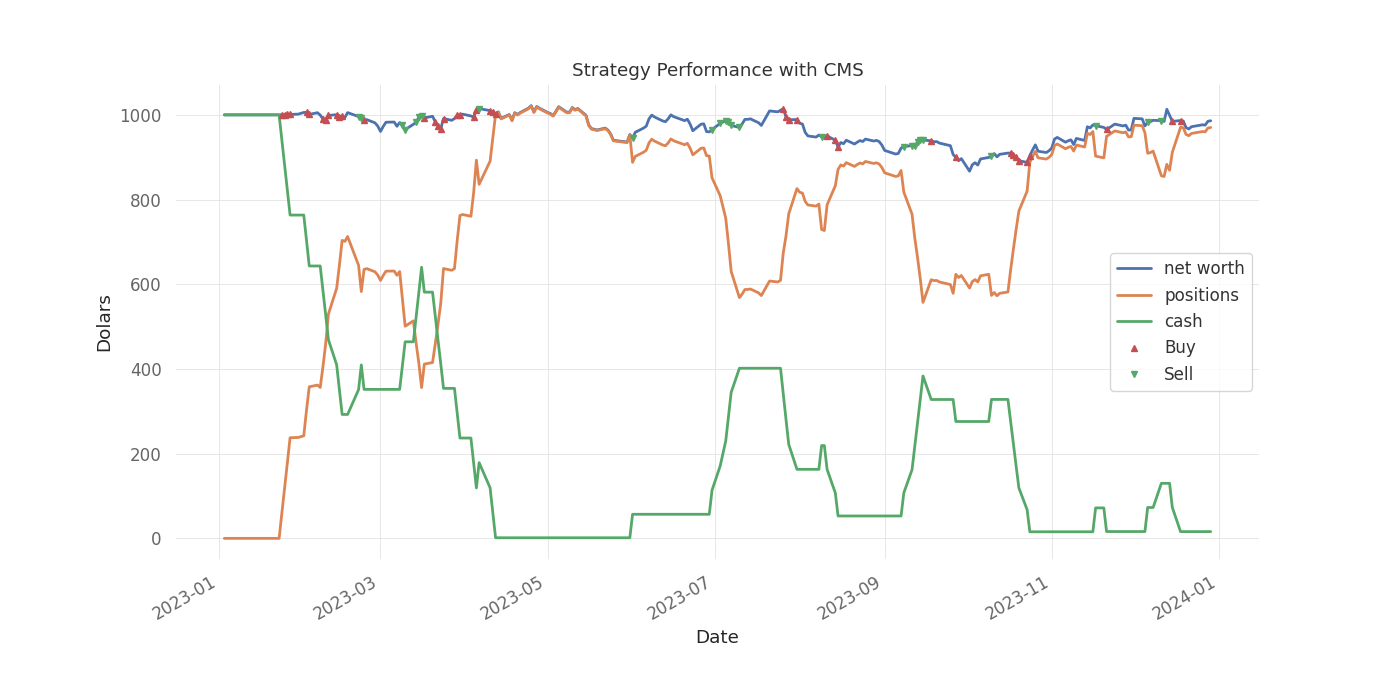 Strategy Performance with CMS
1000
800
600
400
200
0
Dolars
net worth
positions
cash
Buy
Sell
2023-01
2023-03
2023-05
2023-07
2023-09
2023-11
2024-01
Date